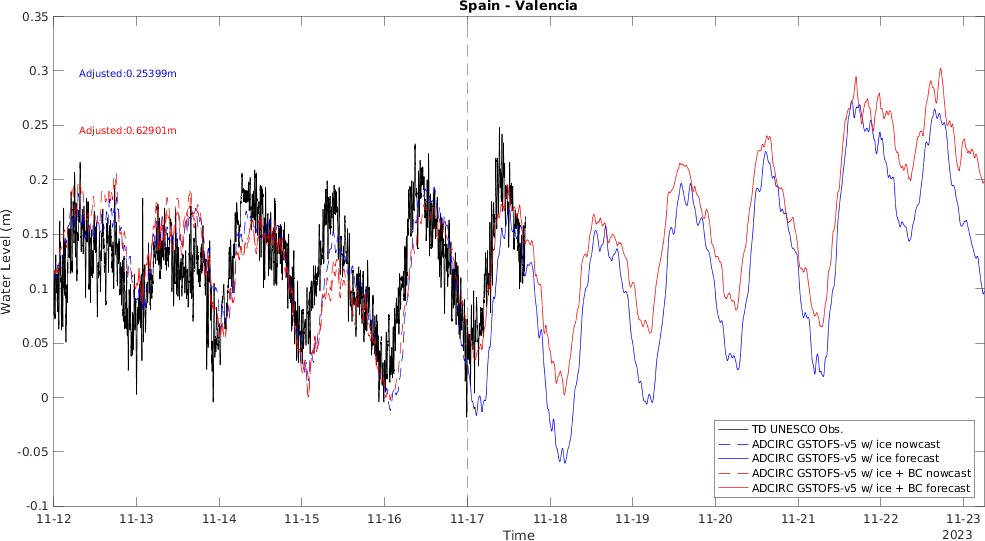 Spain - Valencia
0.35
0.3
0.25
0.2
0.15
0.1
0.05
0
-0.05
-0.1
Water Level (m)
Adjusted:0.25399m
Adjusted:0.62901m
TD UNESCO Obs.
ADCIRC GSTOFS-v5 w/ ice nowcast
ADCIRC GSTOFS-v5 w/ ice forecast
ADCIRC GSTOFS-v5 w/ ice + BC nowcast
ADCIRC GSTOFS-v5 w/ ice + BC forecast
11-12 11-13 11-14 11-15 11-16 11-17 11-18 11-19 11-20 11-21 11-22 11-23
Time
2023